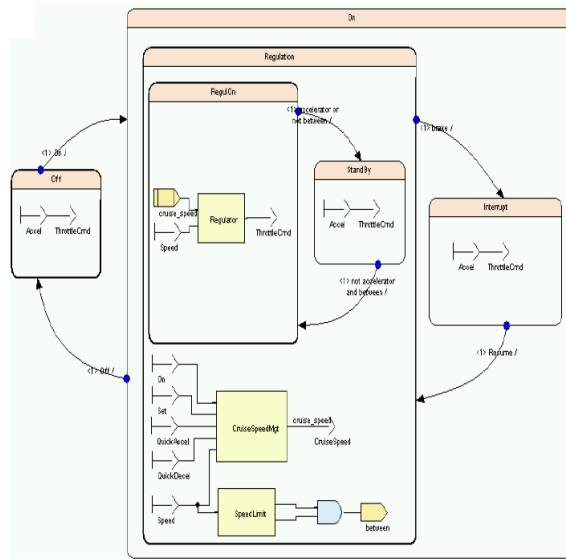 On
Regulation
RegulOn
<1> accelerator or
not between /
<1> On /
<1> brake /
Off
StandBy
Interrupt
cruise_speed
Regulator
Speed
ThrottleCmd
Accel
ThrottleCmd
Accel
ThrottleCmd
Accel
ThrottleCmd
<1> not accelerator
and between /
<1> Off /
<1> Resume /
On
Set
QuickAccel
QuickDecel
CruiseSpeedMgt
cruise_speed
CruiseSpeed
Speed
SpeedLimit
between